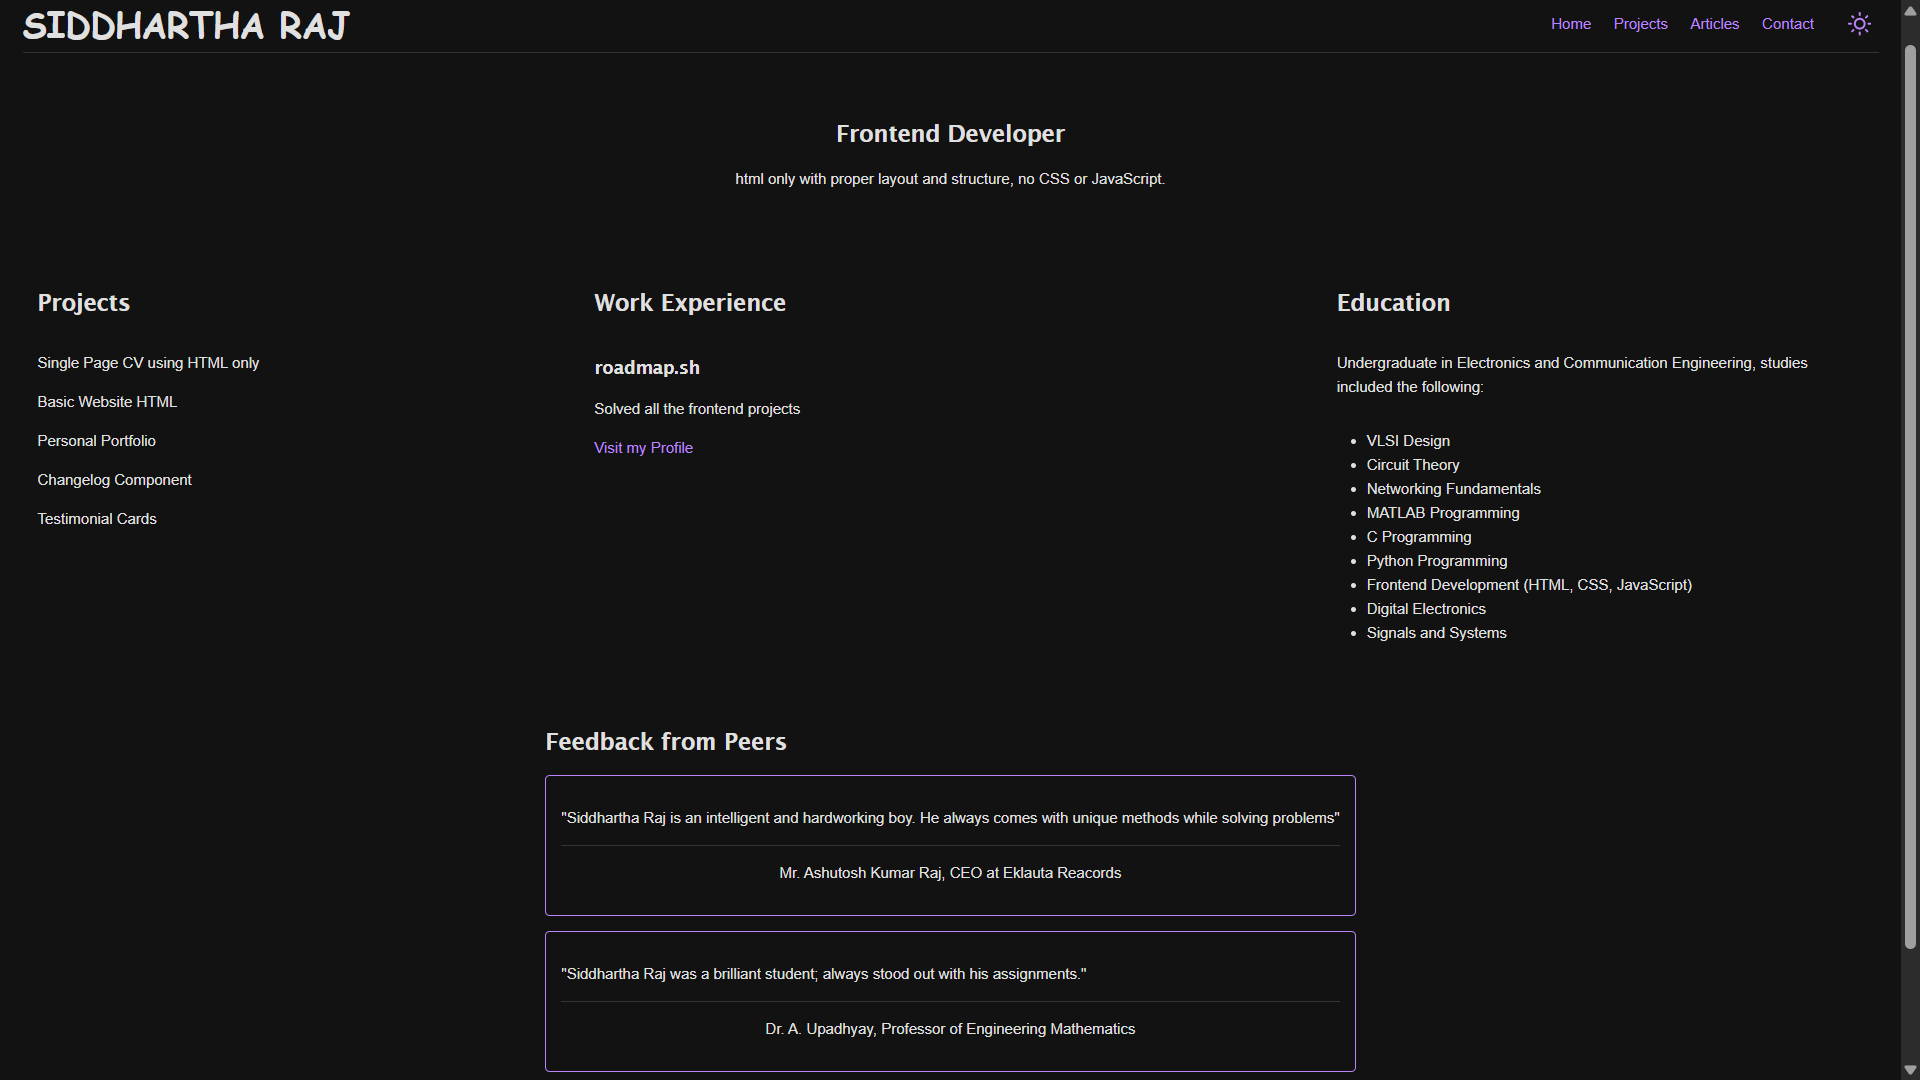 SIDDHARTHA RAJ
Home Projects Articles Contact
Frontend Developer
html only with proper layout and structure, no CSS or JavaScript.
Projects
Single Page CV using HTML only
Basic Website HTML
Personal Portfolio
Changelog Component
Testimonial Cards
Work Experience
roadmap.sh
Solved all the frontend projects
Visit my Profile
Education
Undergraduate in Electronics and Communication Engineering, studies
included the following:
• VLSI Design
• Circuit Theory
• Networking Fundamentals
• MATLAB Programming
• C Programming
• Python Programming
• Frontend Development (HTML, CSS, JavaScript)
• Digital Electronics
• Signals and Systems
Feedback from Peers
"Siddhartha Raj is an intelligent and hardworking boy. He always comes with unique methods while solving problems"
Mr. Ashutosh Kumar Raj, CEO at Eklauta Reacords
"Siddhartha Raj was a brilliant student; always stood out with his assignments."
Dr. A. Upadhyay, Professor of Engineering Mathematics